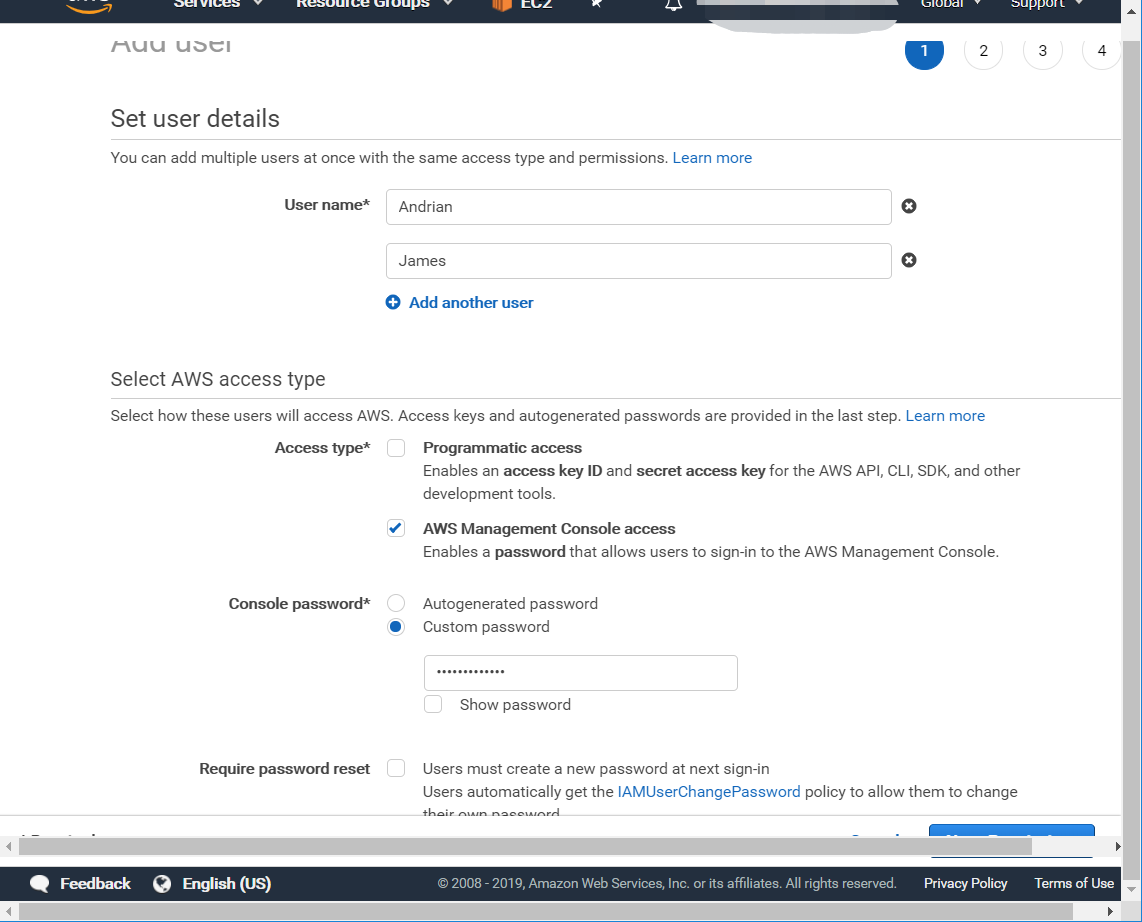 Services Resource Groups EC2 Global Support
Add user
1 2 3 4
Set user details
You can add multiple users at once with the same access type and permissions. Learn more
User name* Andrian
James
Add another user
Select AWS access type
Select how these users will access AWS. Access keys and autogenerated passwords are provided in the last step. Learn more
Access type* Programmatic access
Enables an access key ID and secret access key for the AWS API, CLI, SDK, and other
development tools.
AWS Management Console access
Enables a password that allows users to sign-in to the AWS Management Console.
Console password* Autogenerated password
Custom password
•••••••••••••
Show password
Require password reset Users must create a new password at next sign-in
Users automatically get the IAMUserChangePassword policy to allow them to change
their own password
Feedback English (US) © 2008 - 2019, Amazon Web Services, Inc. or its affiliates. All rights reserved. Privacy Policy Terms of Use